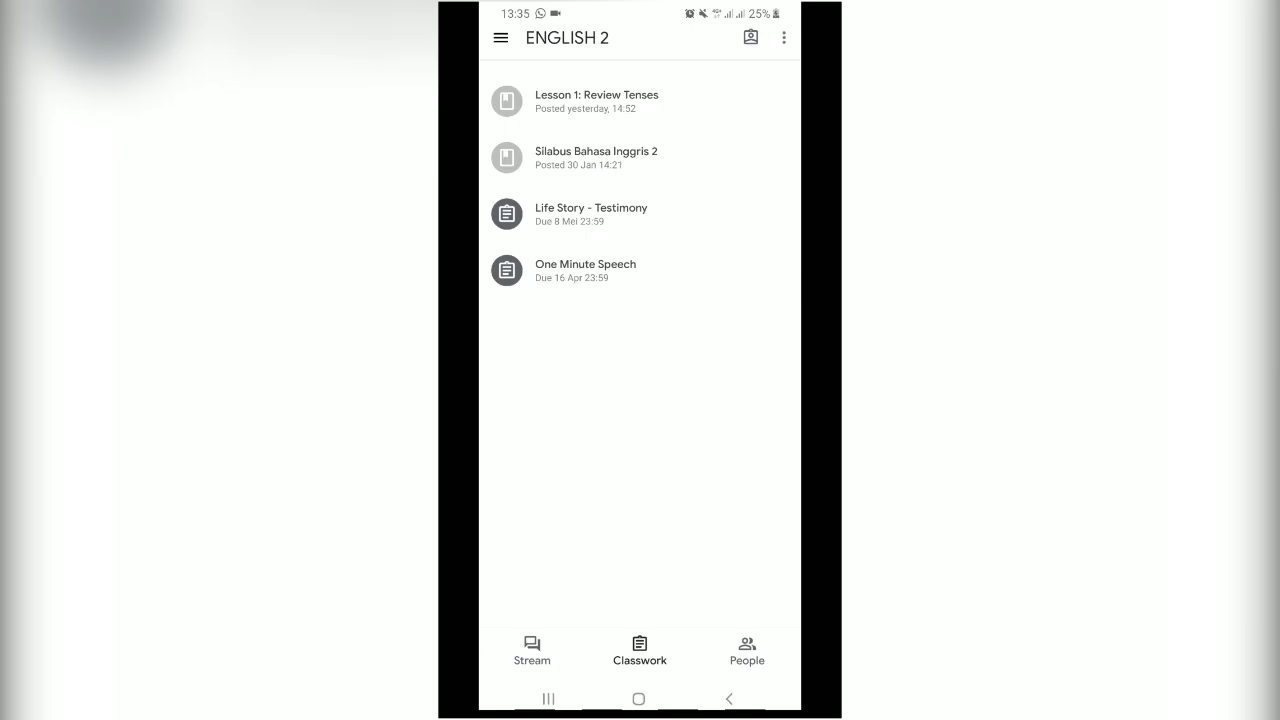 13:35 25%
ENGLISH 2
Lesson 1: Review Tenses
Posted yesterday, 14:52
Silabus Bahasa Inggris 2
Posted 30 Jan 14:21
Life Story - Testimony
Due 8 Mei 23:59
One Minute Speech
Due 16 Apr 23:59
Stream Classwork People